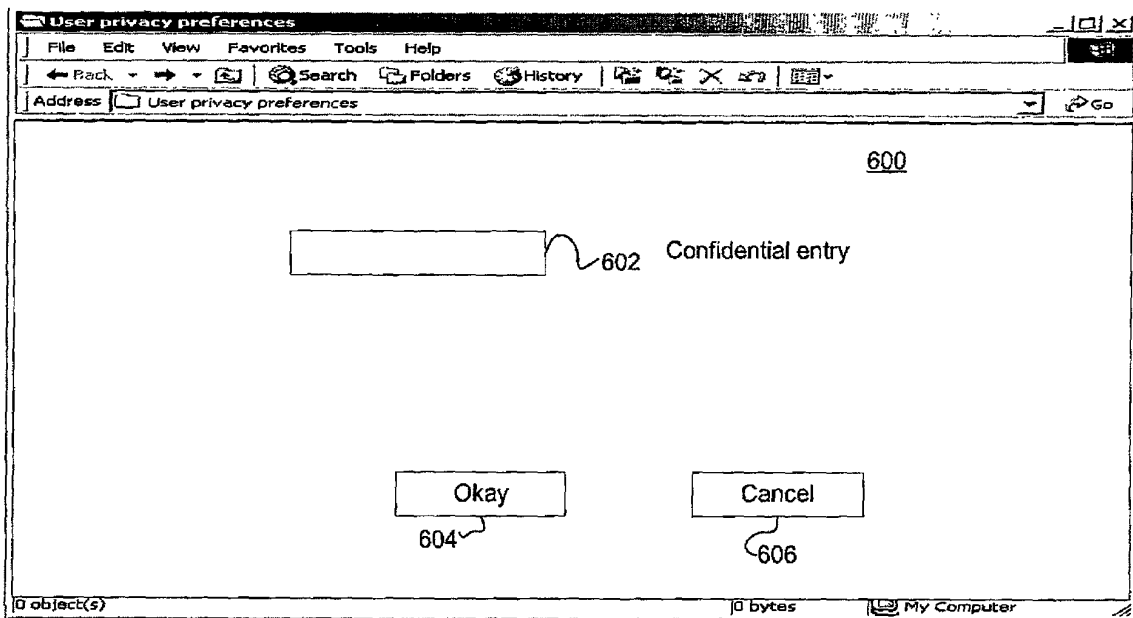 User privacy preferences
File Edit View Favorites Tools Help
Back Search Folders History
Address User privacy preferences Go
600
602 Confidential entry
Okay Cancel
604 606
0 object(s) 0 bytes My Computer